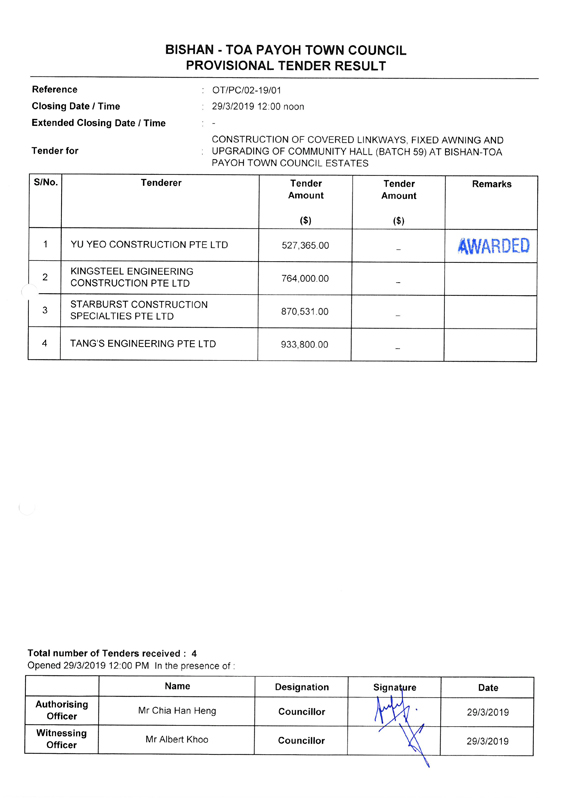 BISHAN - TOA PAYOH TOWN COUNCIL
PROVISIONAL TENDER RESULT
Reference : OT/PC/02-19/01
Closing Date / Time : 29/3/2019 12:00 noon
Extended Closing Date / Time : -
Tender for : CONSTRUCTION OF COVERED LINKWAYS, FIXED AWNING AND
UPGRADING OF COMMUNITY HALL (BATCH 59) AT BISHAN-TOA
PAYOH TOWN COUNCIL ESTATES
S/No. Tenderer Tender Amount ($) Tender Amount ($) Remarks
1 YU YEO CONSTRUCTION PTE LTD 527,365.00 – AWARDED
2 KINGSTEEL ENGINEERING
CONSTRUCTION PTE LTD 764,000.00 –
3 STARBURST CONSTRUCTION
SPECIALTIES PTE LTD 870,531.00 –
4 TANG'S ENGINEERING PTE LTD 933,800.00 –
Total number of Tenders received : 4
Opened 29/3/2019 12:00 PM In the presence of :
Name Designation Signature Date
Authorising
Officer Mr Chia Han Heng Councillor 29/3/2019
Witnessing
Officer Mr Albert Khoo Councillor 29/3/2019